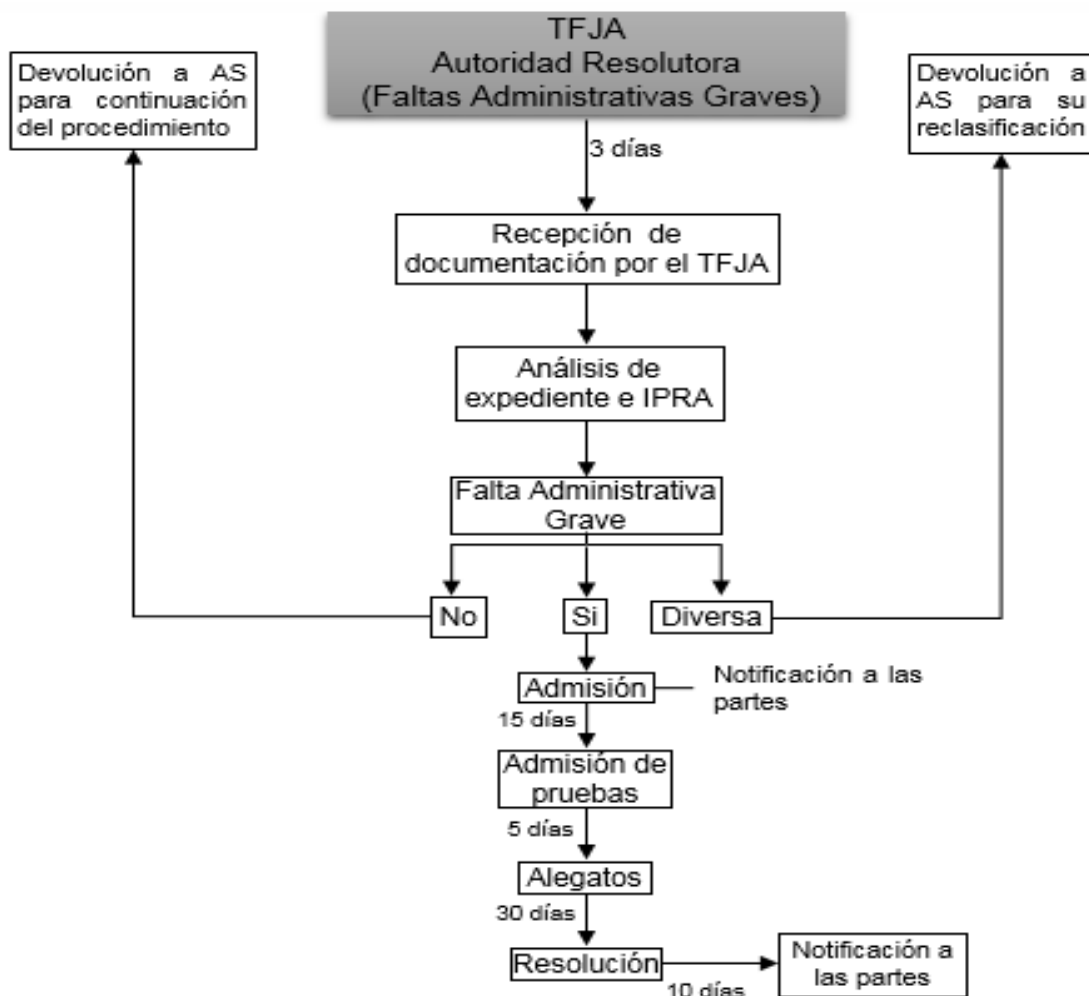 TFJA
Autoridad Resolutora
(Faltas Administrativas Graves)
Devolución a AS
para continuación
del procedimiento
Devolución a
AS para su
reclasificación
3 días
Recepción de
documentación por el TFJA
Análisis de
expediente e IPRA
Falta Administrativa
Grave
No
Si
Diversa
Admisión
Notificación a las
partes
15 días
Admisión de
pruebas
5 días
Alegatos
30 días
Resolución
Notificación a
las partes
10 días